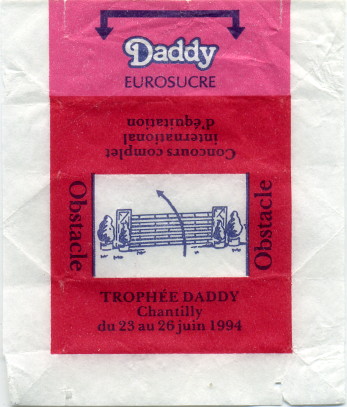 Daddy
EUROSUCRE
Concours complet
international
d'équitation
Obstacle
Obstacle
TROPHÉE DADDY
Chantilly
du 23 au 26 juin 1994